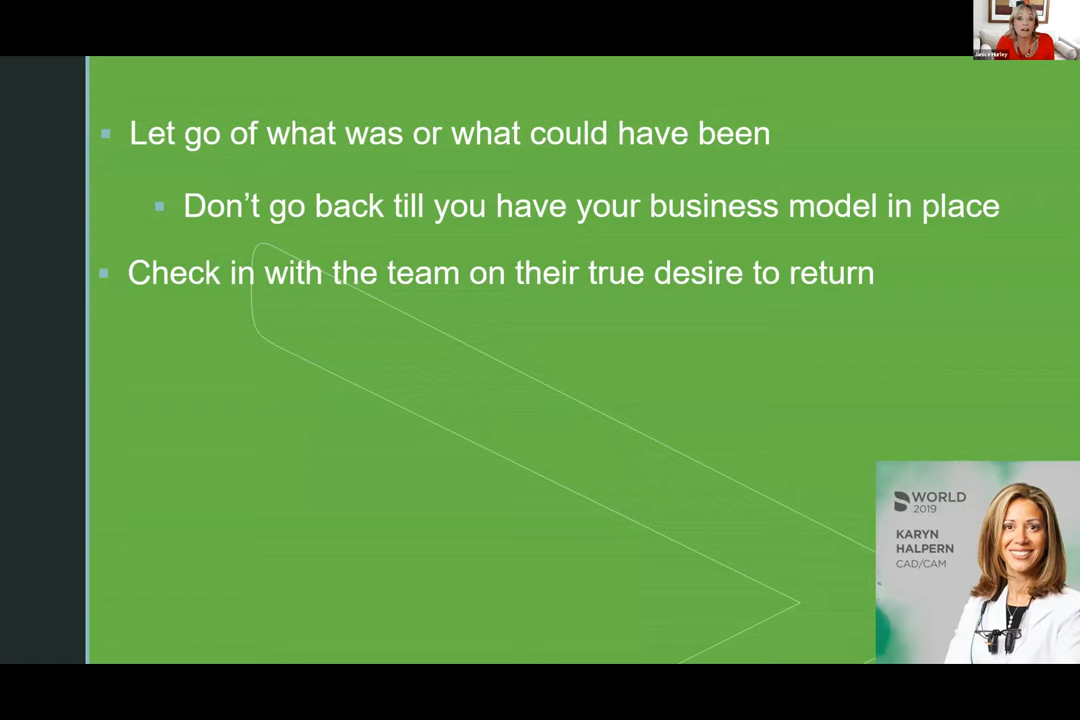 Janice Hurley
Let go of what was or what could have been
Don’t go back till you have your business model in place
Check in with the team on their true desire to return
WORLD
2019
KARYN
HALPERN
CAD/CAM